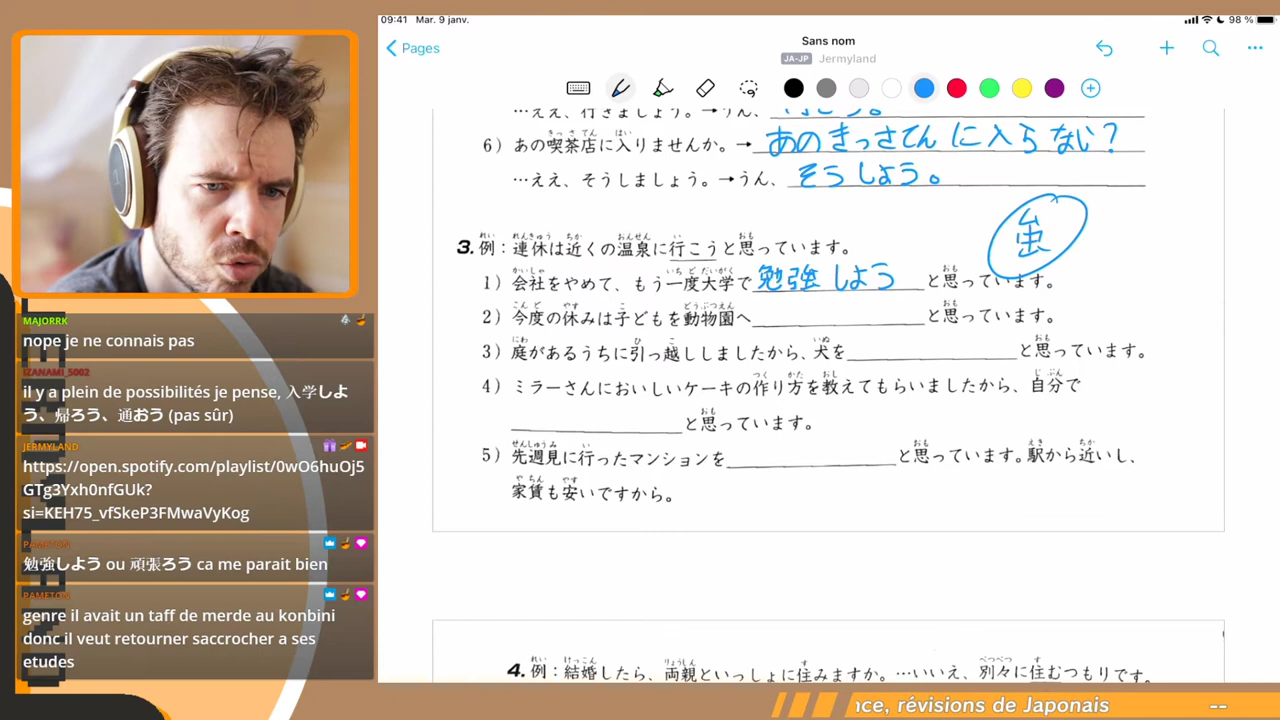 09:41 Mar. 9 janv.
98 %
Pages
Sans nom
JA-JP Jermyland
…ええ、行きましょう。→うん、行こう。
6）あの喫茶店に入りませんか。→ あのきっさてんに入らない？
…ええ、そうしましょう。→うん、そうしよう。
虫
3. 例：連休は近くの温泉に行こうと思っています。
1）会社をやめて、もう一度大学で勉強しようと思っています。
2）今度の休みは子どもを動物園へ と思っています。
3）庭があるうちに引っ越ししましたから、犬を と思っています。
4）ミラーさんにおいしいケーキの作り方を教えてもらいましたから、自分で
と思っています。
5）先週見に行ったマンションを と思っています。駅から近いし、
家賃も安いですから。
4. 例：結婚したら、両親といっしょに住みますか。…いいえ、別々に住むつもりです。
MAJORRK
nope je ne connais pas
IZANAMI_5002
il y a plein de possibilités je pense, 入学しよ
う、帰ろう、通おう (pas sûr)
JERMYLAND
https://open.spotify.com/playlist/0wO6huOj5
GTg3Yxh0nfGUk?
si=KEH75_vfSkeP3FMwaVyKog
勉強しよう ou 頑張ろう ca me parait bien
genre il avait un taff de merde au konbini
donc il veut retourner saccrocher a ses
etudes
ce, révisions de Japonais
--